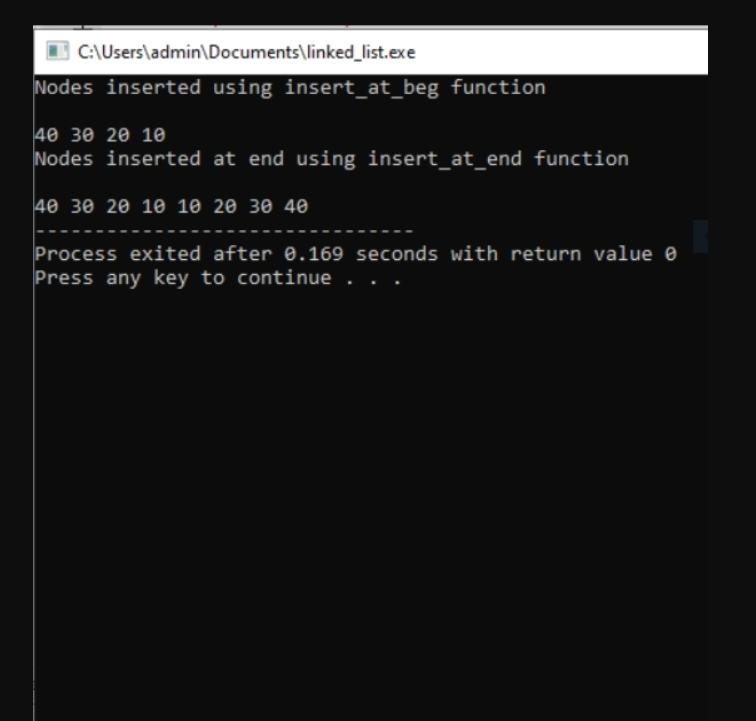 C:\Users\admin\Documents\linked_list.exe
Nodes inserted using insert_at_beg function
40 30 20 10
Nodes inserted at end using insert_at_end function
40 30 20 10 10 20 30 40
--------------------------------
Process exited after 0.169 seconds with return value 0
Press any key to continue . . .